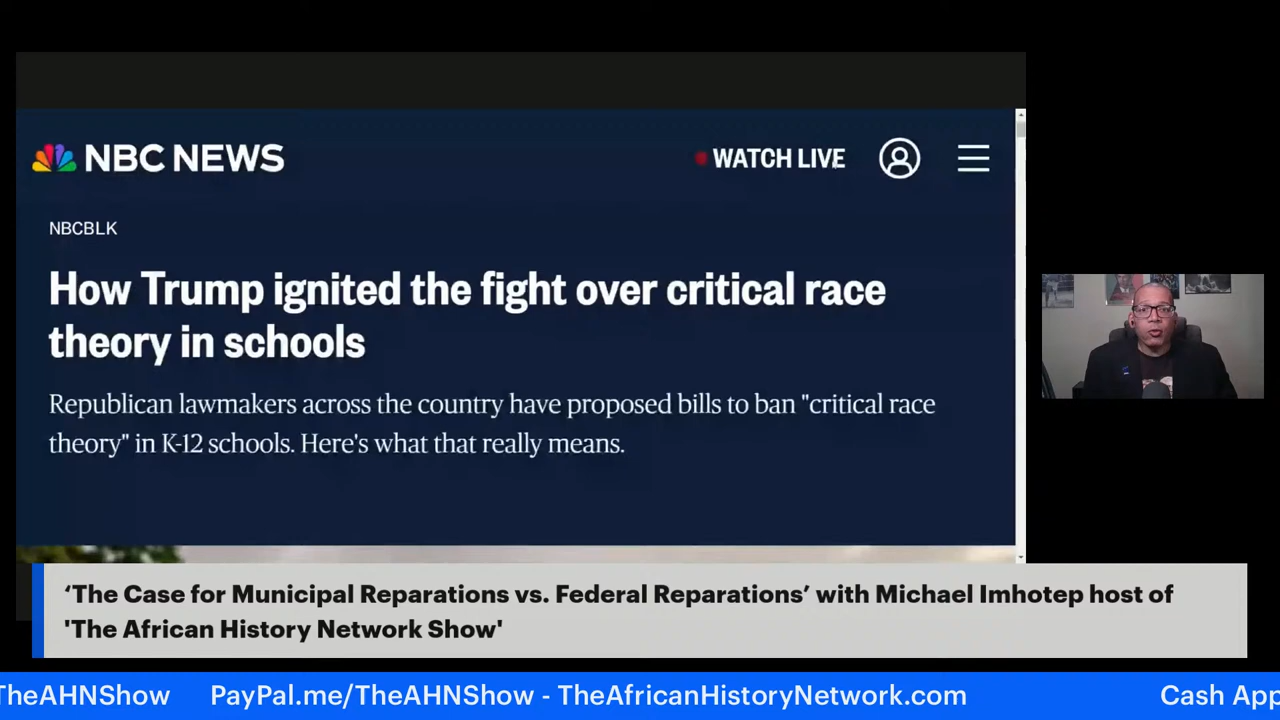 NBC NEWS
WATCH LIVE
NBCBLK
How Trump ignited the fight over critical race
theory in schools
Republican lawmakers across the country have proposed bills to ban "critical race
theory" in K-12 schools. Here's what that really means.
‘The Case for Municipal Reparations vs. Federal Reparations’ with Michael Imhotep host of
'The African History Network Show'
TheAHNShow PayPal.me/TheAHNShow - TheAfricanHistoryNetwork.com Cash App